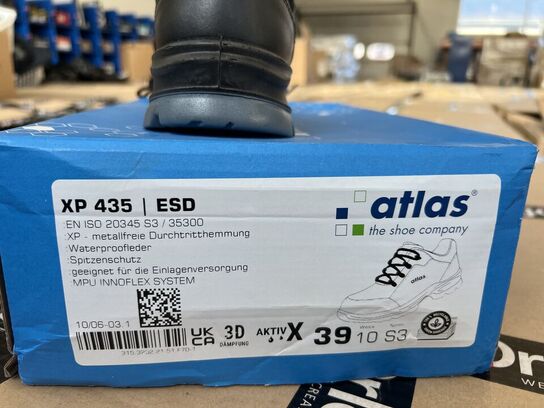 XP 435 | ESD
EN ISO 20345 S3 / 35300
XP - metallfreie Durchtritthemmung
Waterproofleder
Spitzenschutz
geeignet für die Einlagenversorgung
MPU INNOFLEX SYSTEM
atlas®
the shoe company
atlas
10/06-03.1
UK
CA
3D
DÄMPFUNG
AKTIV X
39
10 S3